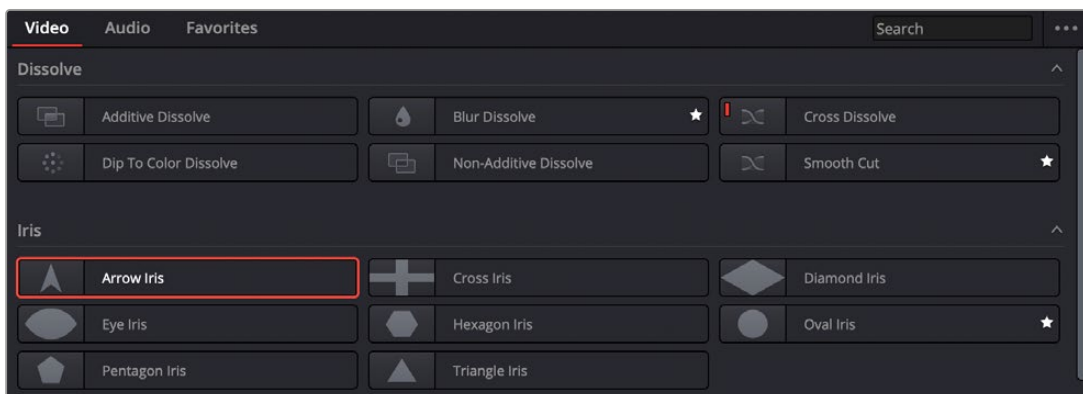 Video Audio Favorites Search
Dissolve
Additive Dissolve Blur Dissolve Cross Dissolve
Dip To Color Dissolve Non-Additive Dissolve Smooth Cut
Iris
Arrow Iris Cross Iris Diamond Iris
Eye Iris Hexagon Iris Oval Iris
Pentagon Iris Triangle Iris